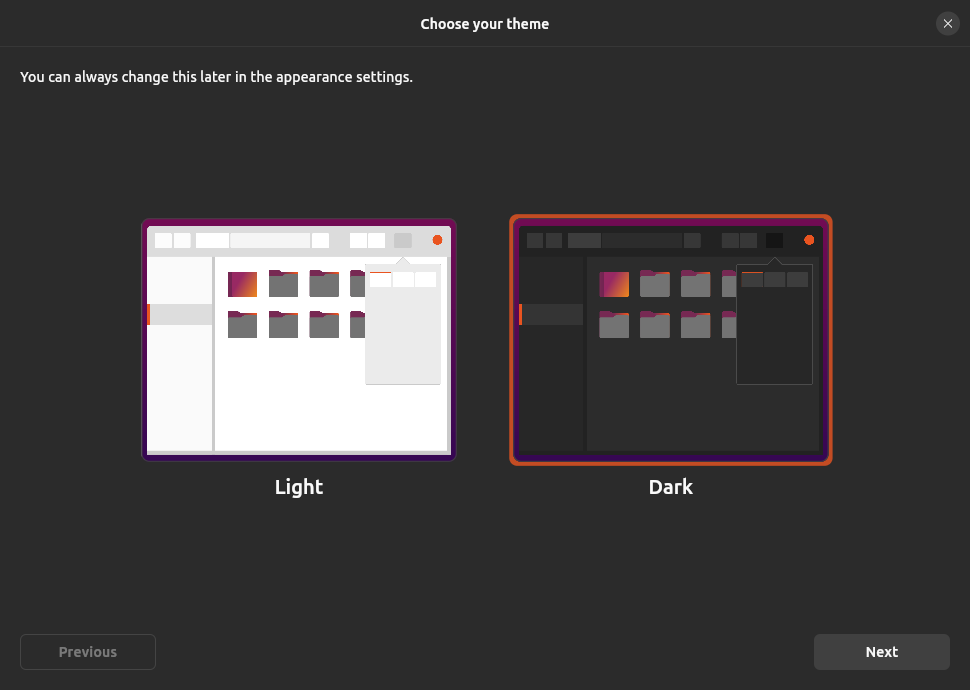 Choose your theme
You can always change this later in the appearance settings.
Light
Dark
Previous
Next